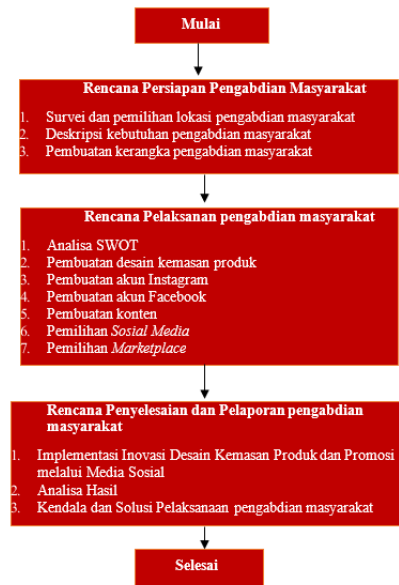 Mulai
Rencana Persiapan Pengabdian Masyarakat
1. Survei dan pemilihan lokasi pengabdian masyarakat
2. Deskripsi kebutuhan pengabdian masyarakat
3. Pembuatan kerangka pengabdian masyarakat
Rencana Pelaksanan pengabdian masyarakat
1. Analisa SWOT
2. Pembuatan desain kemasan produk
3. Pembuatan akun Instagram
4. Pembuatan akun Facebook
5. Pembuatan konten
6. Pemilihan Sosial Media
7. Pemilihan Marketplace
Rencana Penyelesaian dan Pelaporan pengabdian
masyarakat
1. Implementasi Inovasi Desain Kemasan Produk dan Promosi
melalui Media Sosial
2. Analisa Hasil
3. Kendala dan Solusi Pelaksanaan pengabdian masyarakat
Selesai